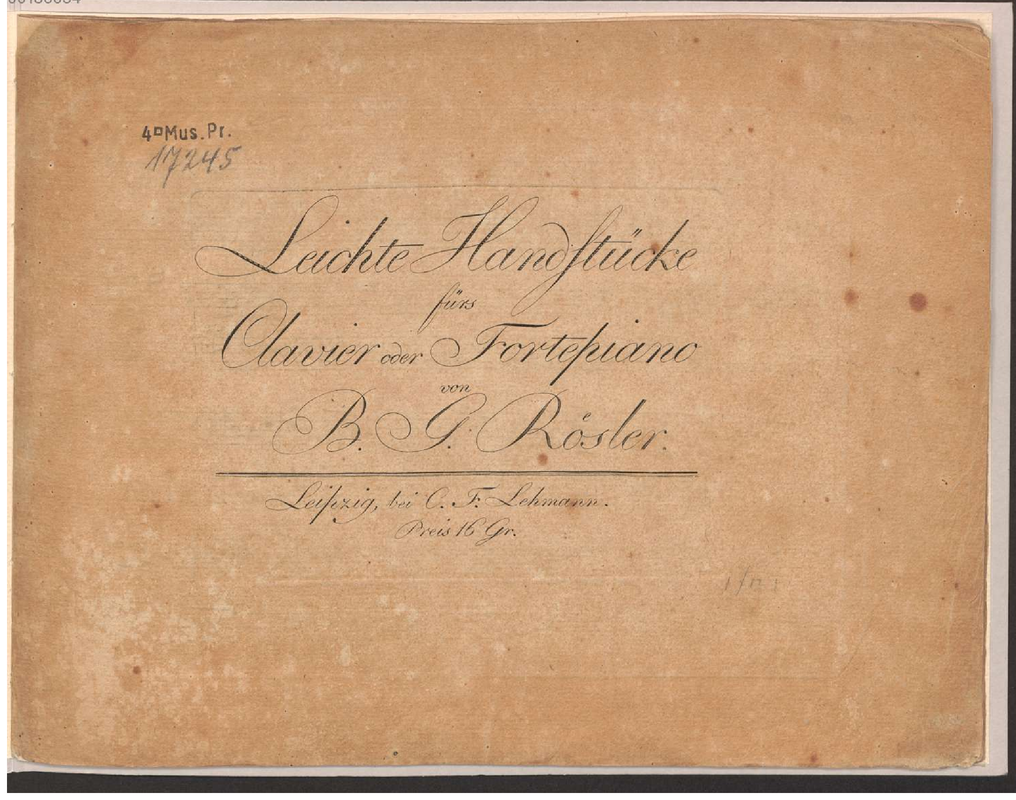 4° Mus. Pr.
17245
Leichte Handstücke
fürs
Clavier oder Fortepiano
von
B. G. Rösler.
Leipzig, bei C. F. Lehmann.
Preis 16 Gr.